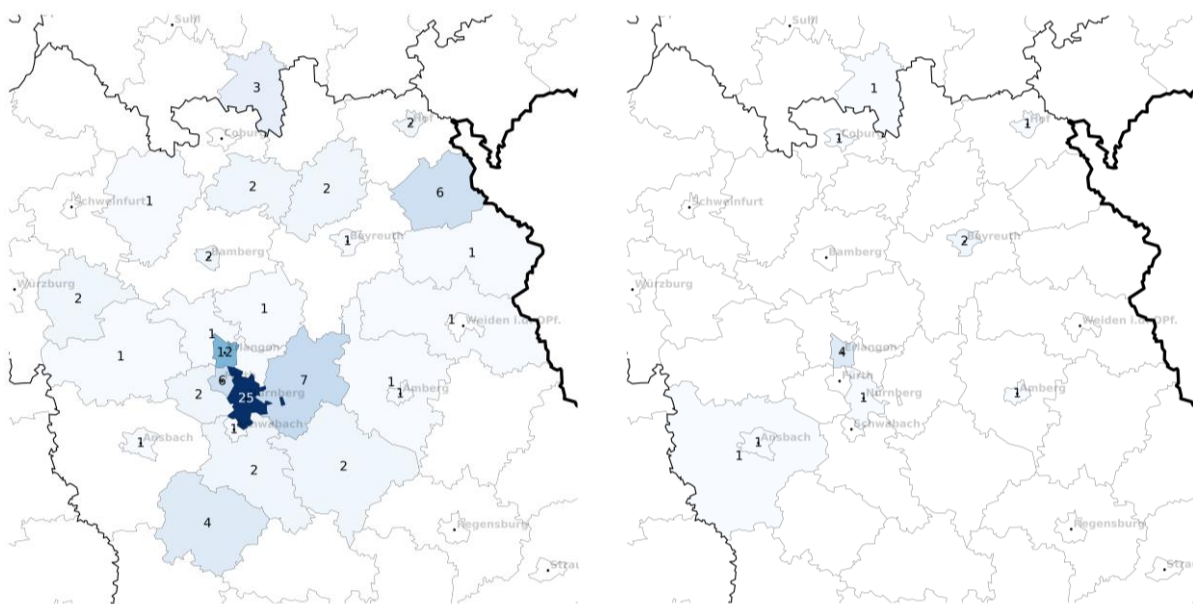 Suhl
3
2 Hof
Coburg
1
2
2
6
Schweinfurt
1 Bayreuth
2 Bamberg
1
Würzburg
2
1
1 Weiden i.d.OPf.
1
1
12 Erlangen
6
7
1
2
25 Nürnberg
1 Amberg
1 Schwabach
1 Ansbach
2
2
4
Regensburg
Strau
Suhl
1
1 Coburg
1 Hof
Schweinfurt
2 Bayreuth
Bamberg
Würzburg
Weiden i.d.OPf.
4 Erlangen
Fürth
1 Nürnberg
1 Amberg
Schwabach
1 Ansbach
1
Regensburg
Strau